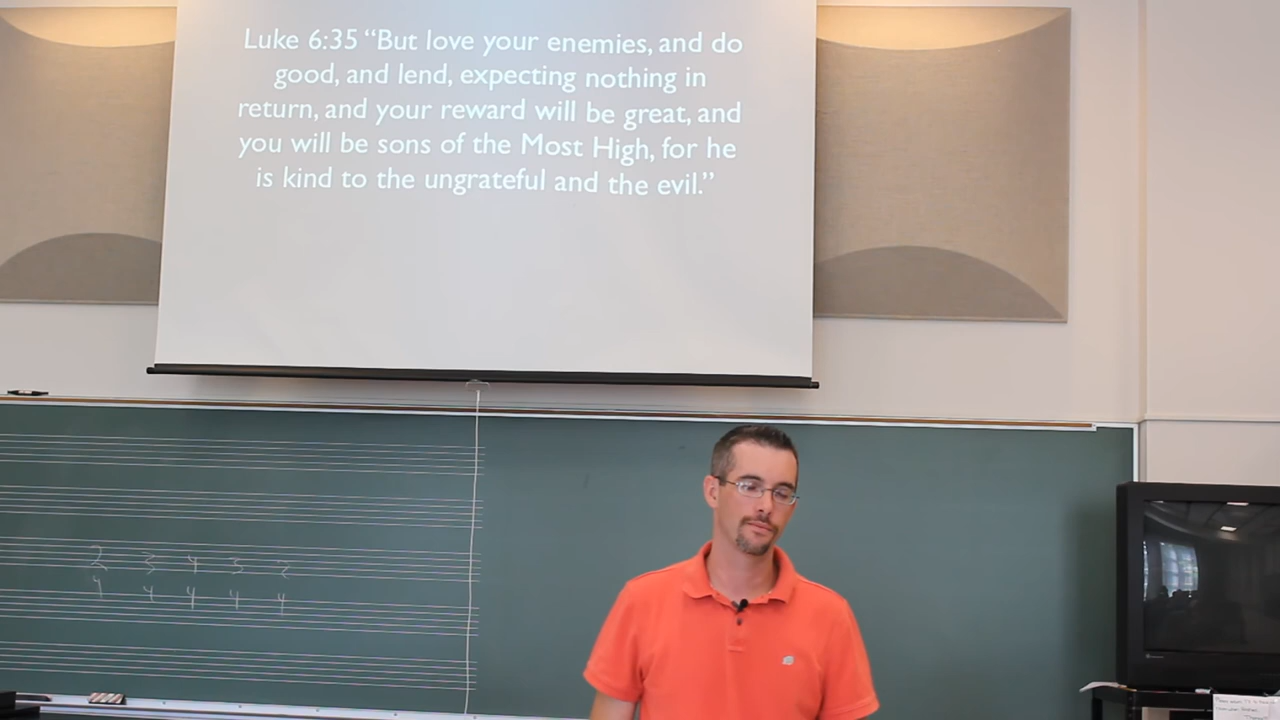 Luke 6:35 “But love your enemies, and do
good, and lend, expecting nothing in
return, and your reward will be great, and
you will be sons of the Most High, for he
is kind to the ungrateful and the evil.”
2 3 4 3 2
4 4 4 4 4